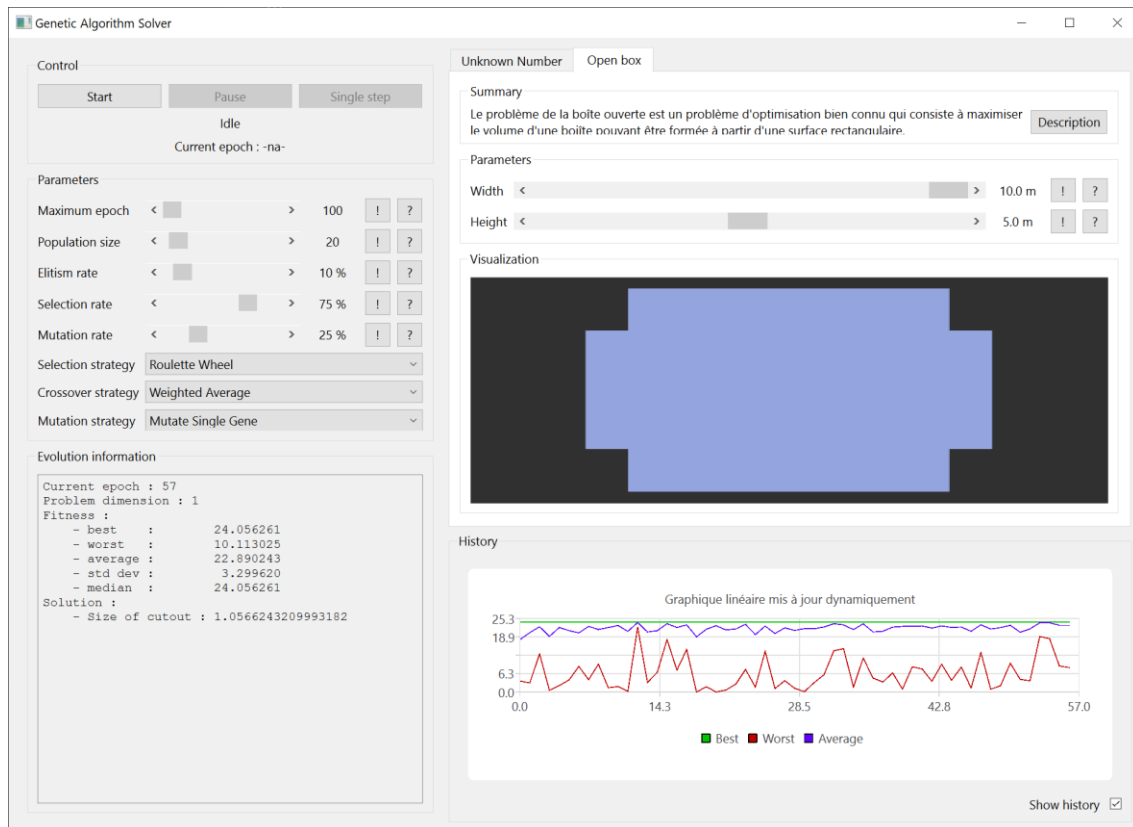 Genetic Algorithm Solver
Control
Start Pause Single step
Idle
Current epoch : -na-
Parameters
Maximum epoch < > 100 ! ?
Population size < > 20 ! ?
Elitism rate < > 10 % ! ?
Selection rate < > 75 % ! ?
Mutation rate < > 25 % ! ?
Selection strategy Roulette Wheel
Crossover strategy Weighted Average
Mutation strategy Mutate Single Gene
Evolution information
Current epoch : 57
Problem dimension : 1
Fitness :
- best : 24.056261
- worst : 10.113025
- average : 22.890243
- std dev : 3.299620
- median : 24.056261
Solution :
- Size of cutout : 1.0566243209993182
Unknown Number Open box
Summary
Le problème de la boîte ouverte est un problème d'optimisation bien connu qui consiste à maximiser
le volume d'une boiîte pouvant être formée à partir d'une surface rectangulaire.
Description
Parameters
Width < > 10.0 m ! ?
Height < > 5.0 m ! ?
Visualization
History
Graphique linéaire mis à jour dynamiquement
25.3
18.9
6.3
0.0
0.0 14.3 28.5 42.8 57.0
Best Worst Average
Show history